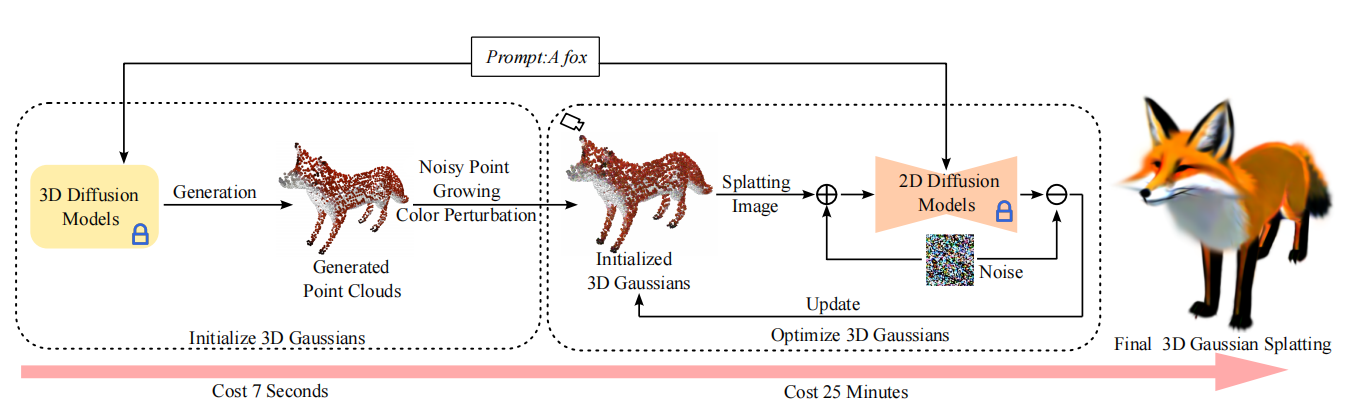 Prompt:A fox
3D Diffusion
Models
Generation
Generated
Point Clouds
Noisy Point
Growing
Color Perturbation
Initialize 3D Gaussians
Initialized
3D Gaussians
Splatting
Image
2D Diffusion
Models
Noise
Update
Optimize 3D Gaussians
Final 3D Gaussian Splatting
Cost 7 Seconds
Cost 25 Minutes